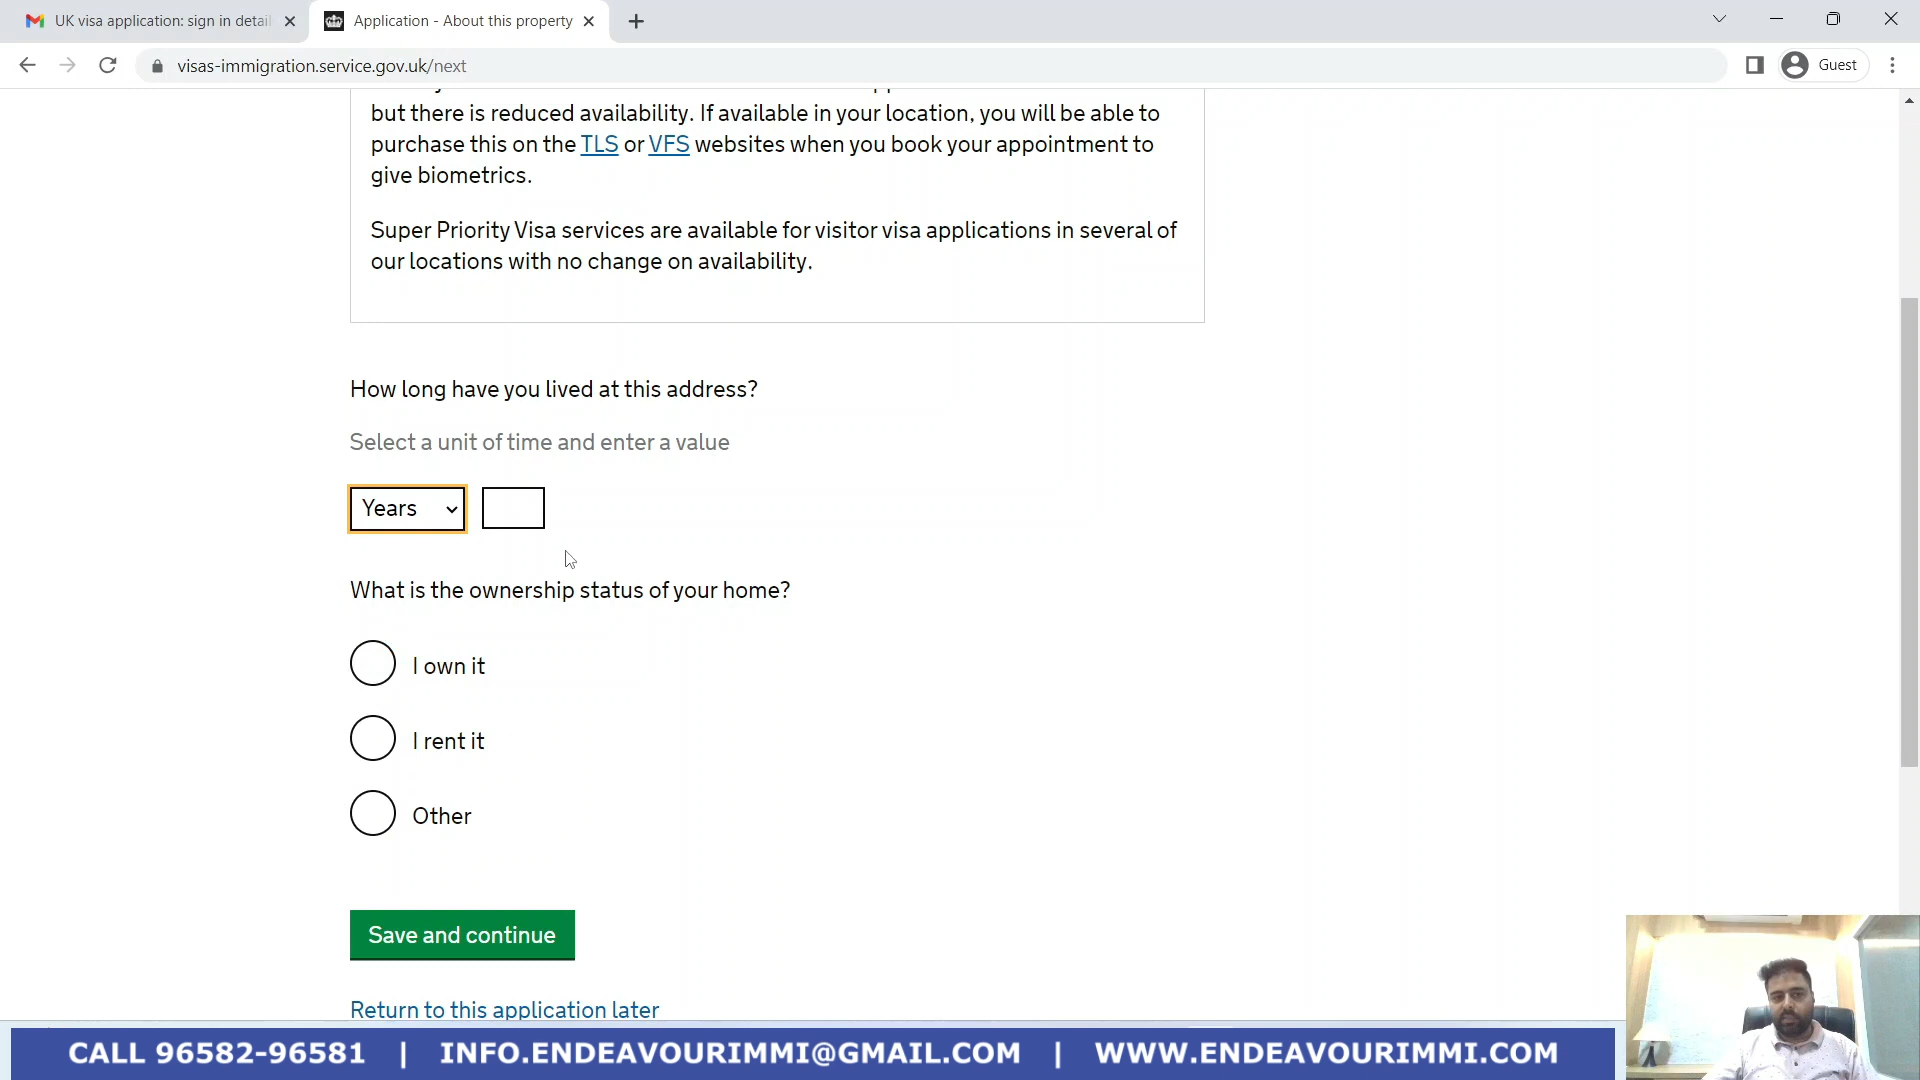 UK visa application: sign in detail
Application - About this property
visas-immigration.service.gov.uk/next
Guest
but there is reduced availability. If available in your location, you will be able to
purchase this on the TLS or VFS websites when you book your appointment to
give biometrics.
Super Priority Visa services are available for visitor visa applications in several of
our locations with no change on availability.
How long have you lived at this address?
Select a unit of time and enter a value
Years
What is the ownership status of your home?
I own it
I rent it
Other
Save and continue
Return to this application later
CALL 96582-96581 | INFO.ENDEAVOURIMMI@GMAIL.COM | WWW.ENDEAVOURIMMI.COM